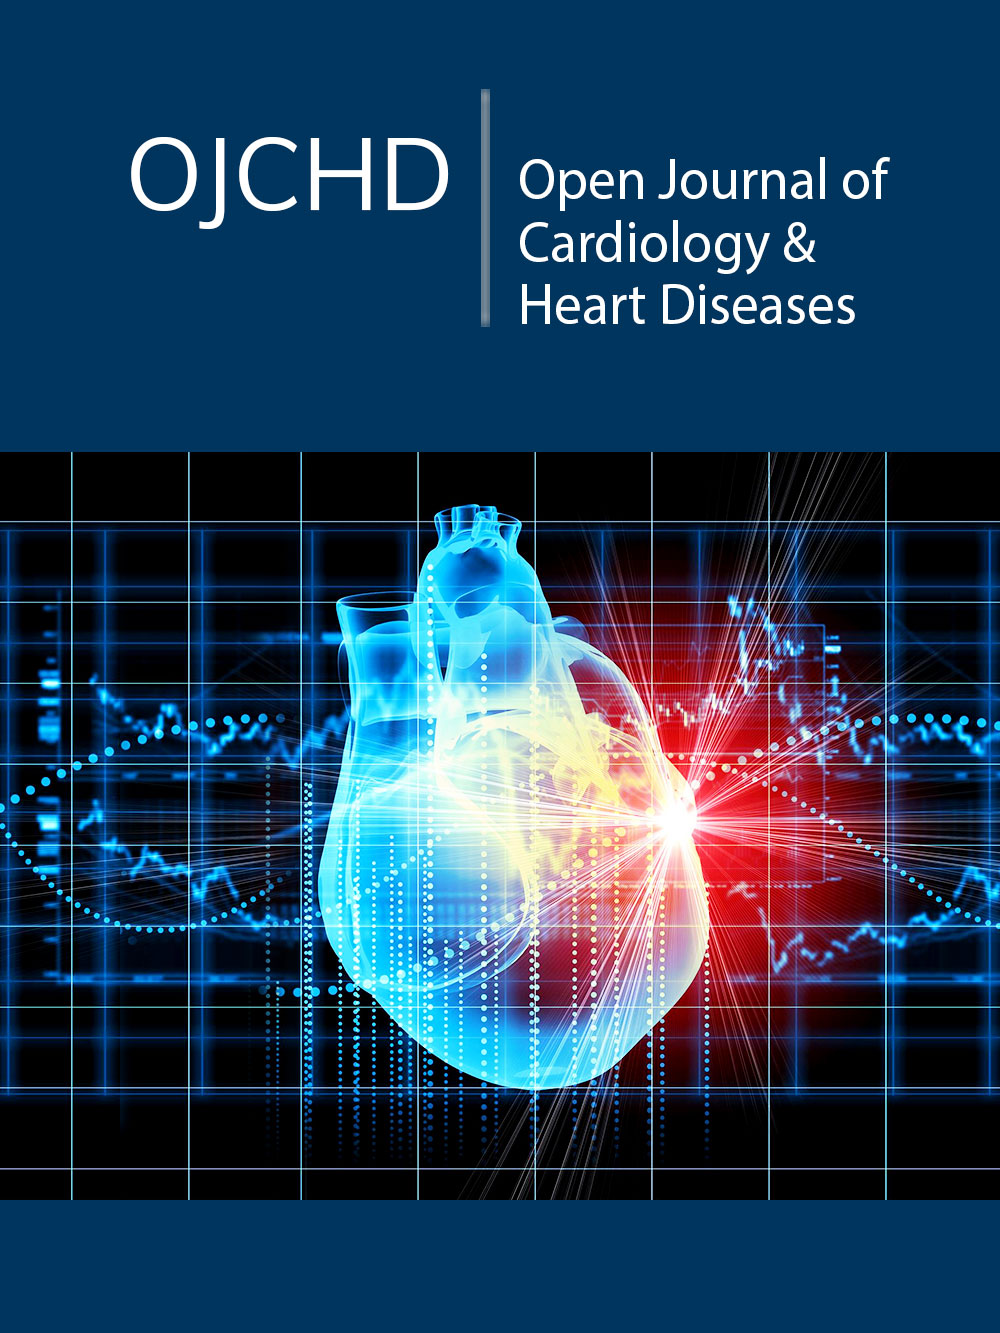 OJCHD
Open Journal of
Cardiology &
Heart Diseases